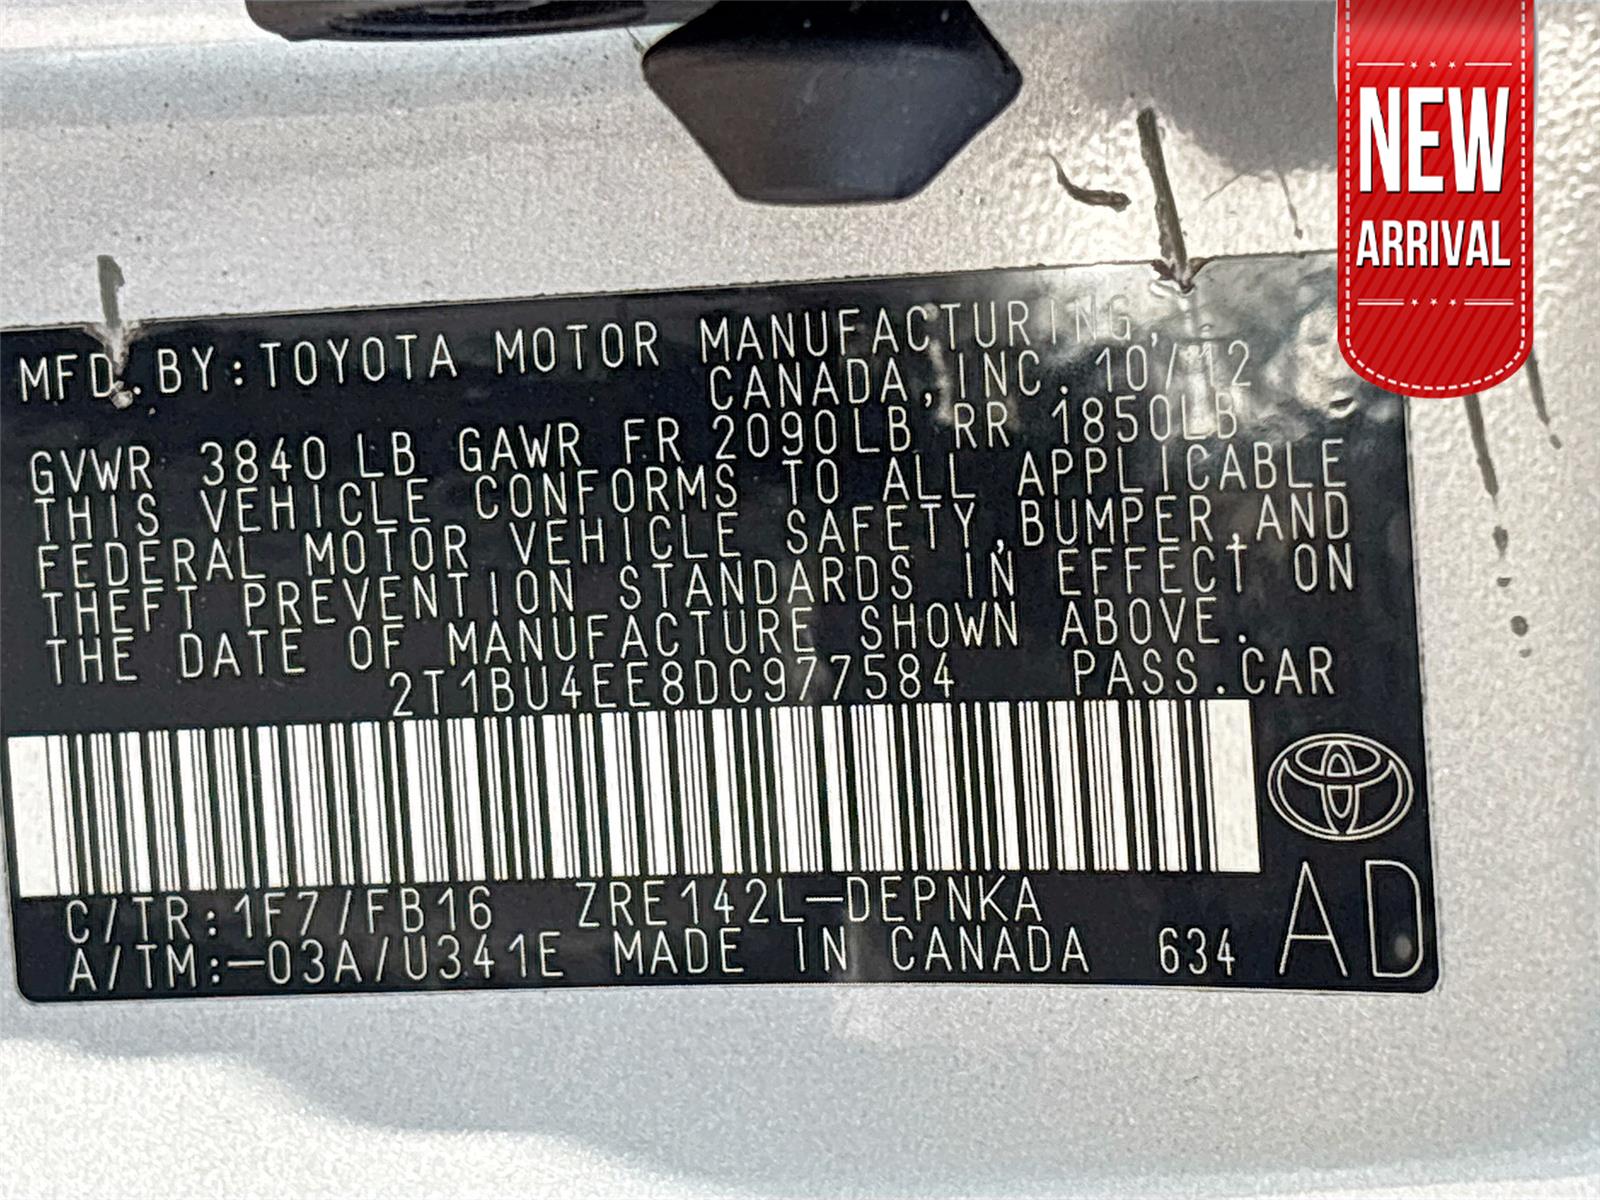 NEW
ARRIVAL
MFD.BY:TOYOTA MOTOR MANUFACTURING,
CANADA,INC.10/12
GVWR 3840 LB GAWR FR 2090LB RR 1850LB
THIS VEHICLE CONFORMS TO ALL APPLICABLE
FEDERAL MOTOR VEHICLE SAFETY,BUMPER,AND
THEFT PREVENTION STANDARDS IN EFFECT ON
THE DATE OF MANUFACTURE SHOWN ABOVE.
2T1BU4EE8DC977584 PASS.CAR
C/TR:1F7/FB16 ZRE142L-DEPNKA
A/TM:-03A/U341E MADE IN CANADA 634
AD